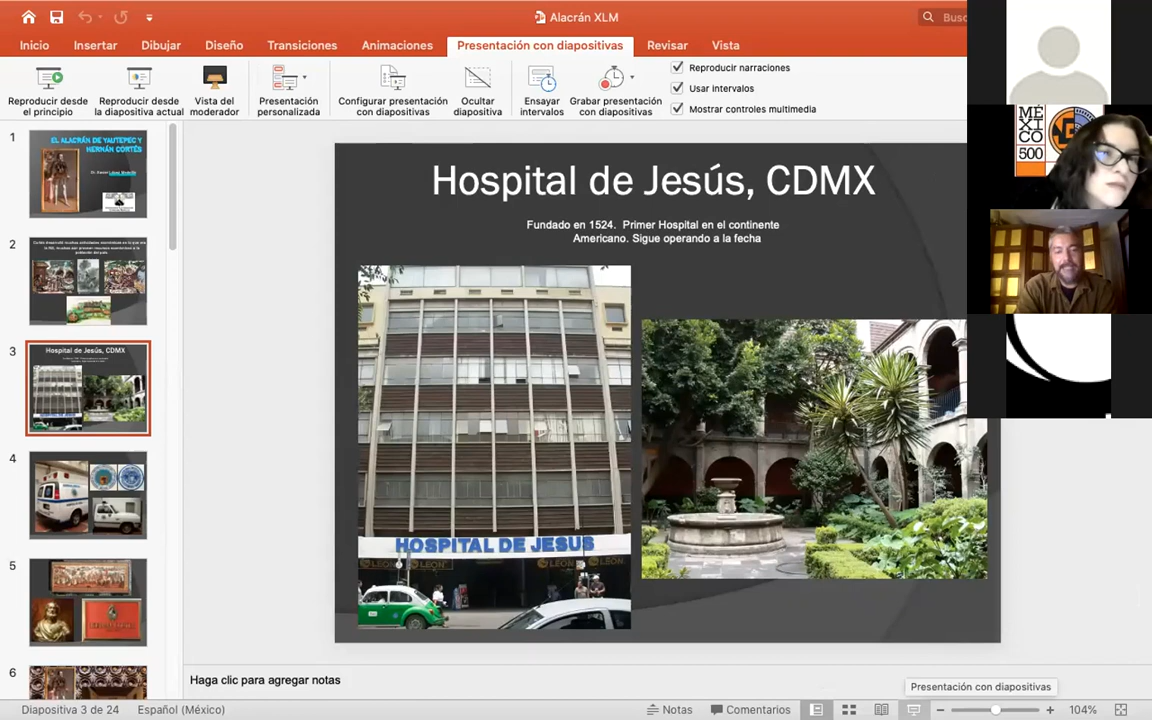 Alacrán XLM
Busc
Inicio
Insertar
Dibujar
Diseño
Transiciones
Animaciones
Presentación con diapositivas
Revisar
Vista
Reproducir desde
el principio
Reproducir desde
la diapositiva actual
Vista del
moderador
Presentación
personalizada
Configurar presentación
con diapositivas
Ocultar
diapositiva
Ensayar
intervalos
Grabar presentación
con diapositivas
Reproducir narraciones
Usar intervalos
Mostrar controles multimedia
MÉXICO
500
1
EL ALACRÁN DE YAUTEPEC Y
HERNÁN CORTÉS
2
3
Hospital de Jesús, CDMX
4
5
6
Hospital de Jesús, CDMX
Fundado en 1524. Primer Hospital en el continente
Americano. Sigue operando a la fecha
HOSPITAL DE JESUS
LEON
LEON
LEON
LEON
Haga clic para agregar notas
Presentación con diapositivas
Diapositiva 3 de 24
Español (México)
Notas
Comentarios
104%